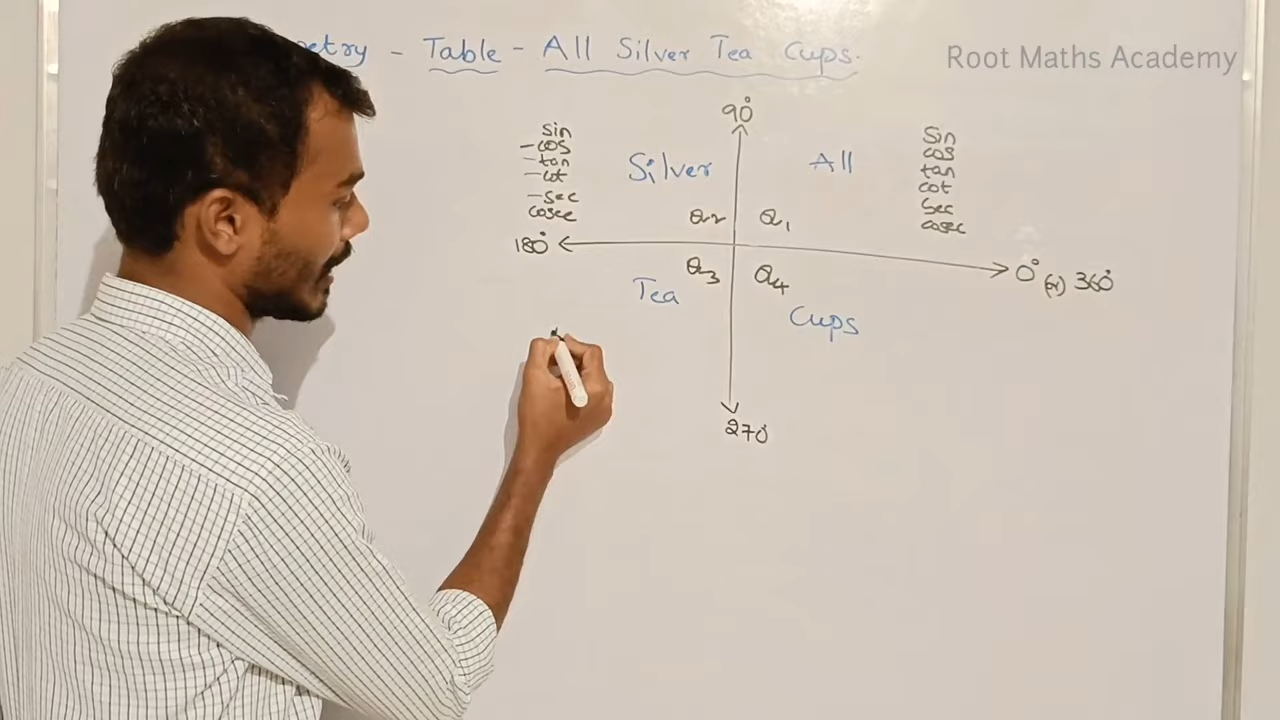 etry - Table - All Silver Tea Cups.
Root Maths Academy
90°
sin
-cos
-tan
-cot
-sec
cosec
Silver
All
Sin
cos
tan
cot
Sec
cosec
Q2
Q1
180°
0° (or) 360°
Q3
Q4
Tea
Cups
270°